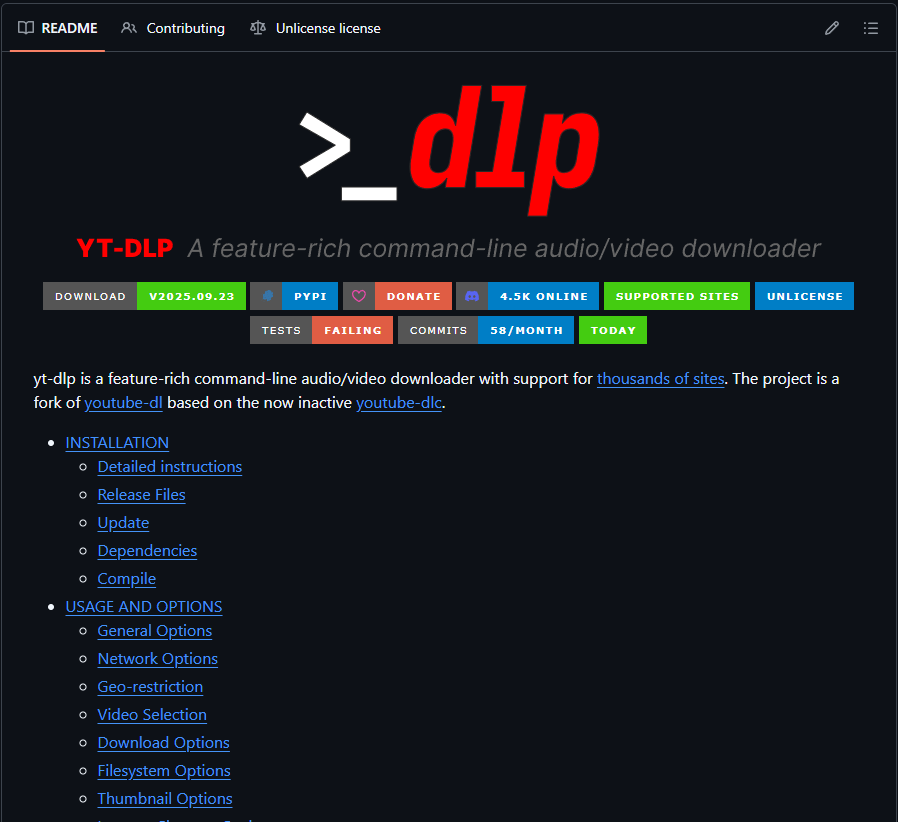 README Contributing Unlicense license
>_dlp
YT-DLP A feature-rich command-line audio/video downloader
DOWNLOAD V2025.09.23 PYPI DONATE 4.5K ONLINE SUPPORTED SITES UNLICENSE
TESTS FAILING COMMITS 58/MONTH TODAY
yt-dlp is a feature-rich command-line audio/video downloader with support for thousands of sites. The project is a
fork of youtube-dl based on the now inactive youtube-dlc.
INSTALLATION
Detailed instructions
Release Files
Update
Dependencies
Compile
USAGE AND OPTIONS
General Options
Network Options
Geo-restriction
Video Selection
Download Options
Filesystem Options
Thumbnail Options